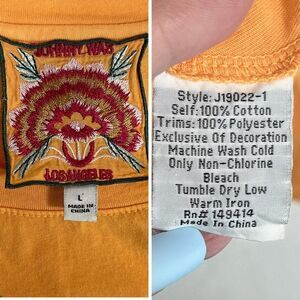 JOHNNY WAS
LOS ANGELES
L
MADE IN
CHINA
Style: J19022-1
Self: 100% Cotton
Trims: 100% Polyester
Exclusive Of Decoration
Machine Wash Cold
Only Non-Chlorine
Bleach
Tumble Dry Low
Warm Iron
Rn# 149414
Made In China